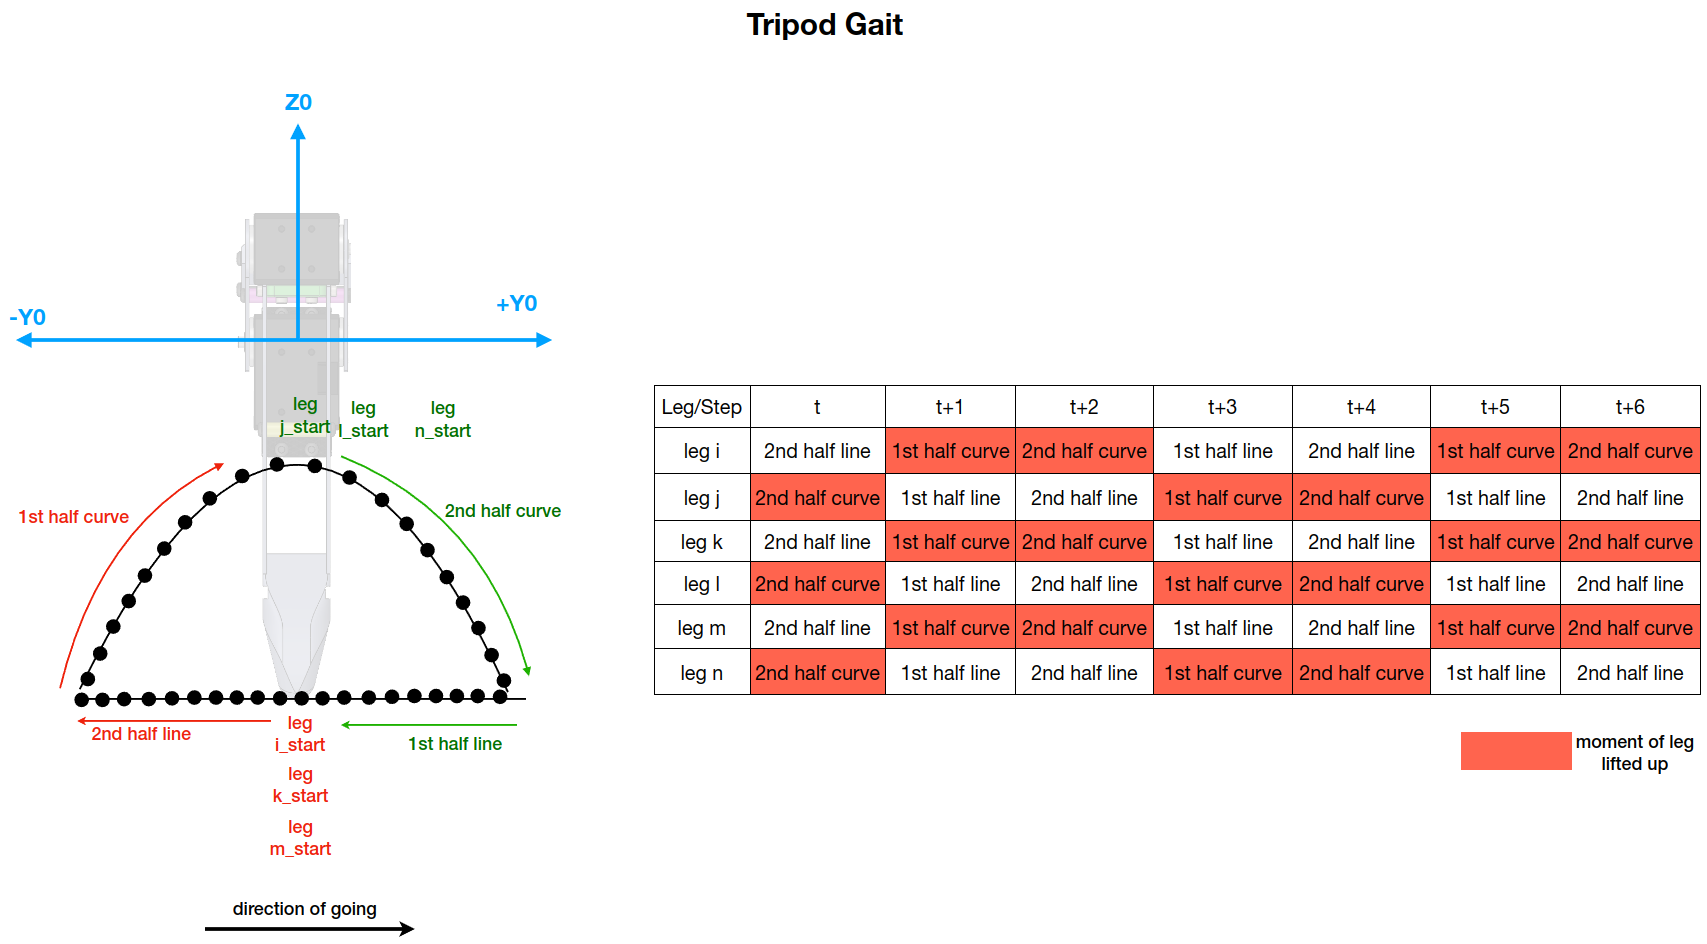 Tripod Gait
Z0
-Y0
+Y0
leg
j_start
leg
l_start
leg
n_start
1st half curve
2nd half curve
2nd half line
leg
i_start
1st half line
leg
k_start
leg
m_start
direction of going
Leg/Step t t+1 t+2 t+3 t+4 t+5 t+6
leg i 2nd half line 1st half curve 2nd half curve 1st half line 2nd half line 1st half curve 2nd half curve
leg j 2nd half curve 1st half line 2nd half line 1st half curve 2nd half curve 1st half line 2nd half line
leg k 2nd half line 1st half curve 2nd half curve 1st half line 2nd half line 1st half curve 2nd half curve
leg l 2nd half curve 1st half line 2nd half line 1st half curve 2nd half curve 1st half line 2nd half line
leg m 2nd half line 1st half curve 2nd half curve 1st half line 2nd half line 1st half curve 2nd half curve
leg n 2nd half curve 1st half line 2nd half line 1st half curve 2nd half curve 1st half line 2nd half line
moment of leg
lifted up